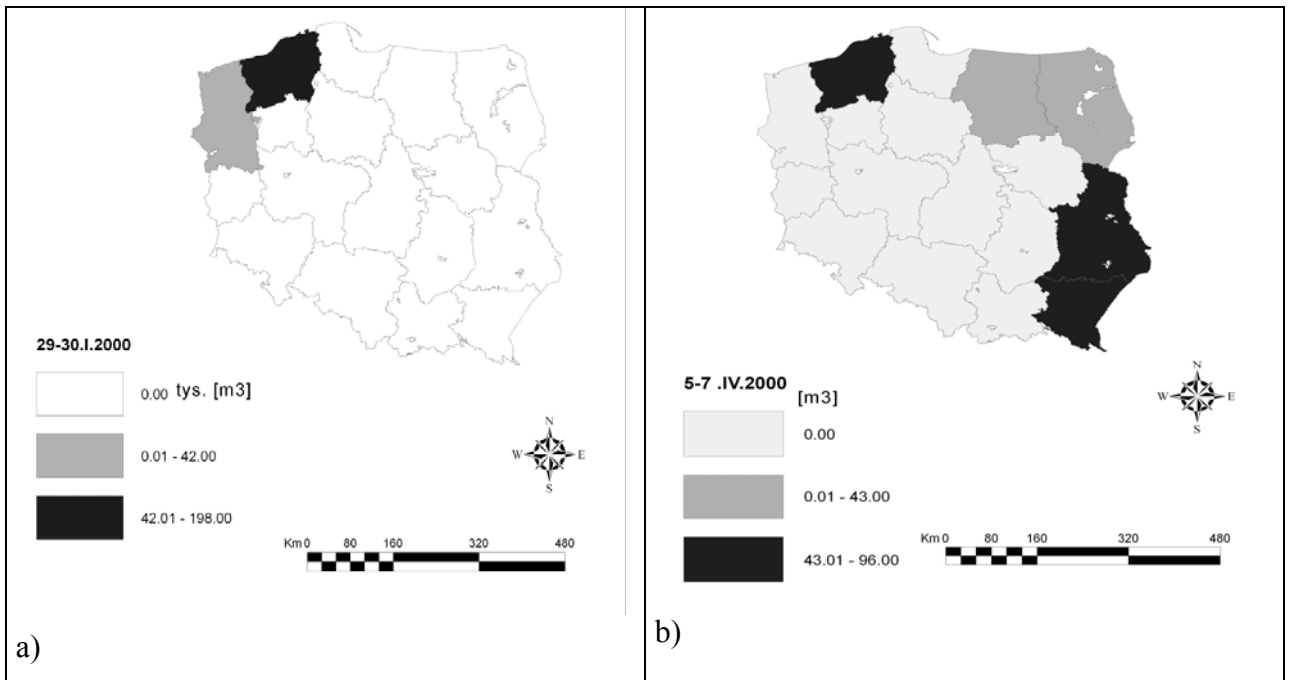 29-30.I.2000
0.00 tys. [m3]
0.01 - 42.00
42.01 - 198.00
N
W E
S
Km 0 80 160 320 480
a)
5-7 .IV.2000
[m3]
0.00
0.01 - 43.00
43.01 - 96.00
N
W E
S
Km 0 80 160 320 480
b)